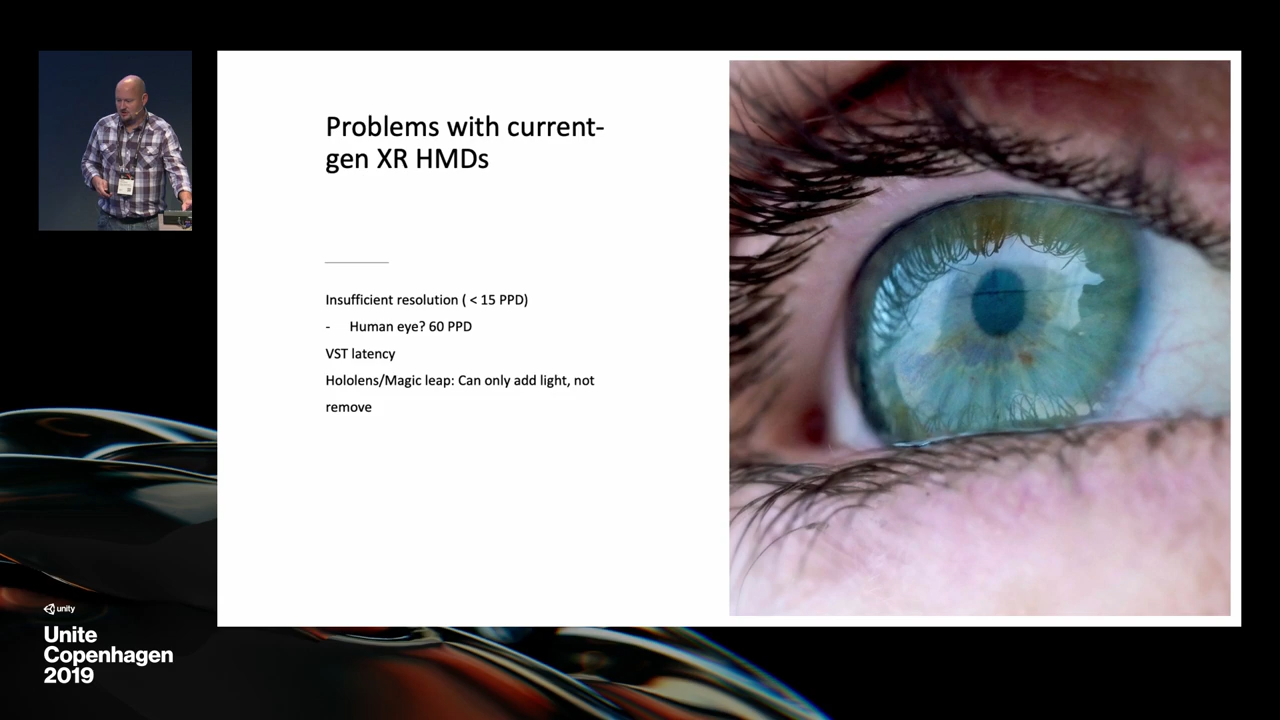 Problems with current-
gen XR HMDs
Insufficient resolution ( < 15 PPD)
- Human eye? 60 PPD
VST latency
Hololens/Magic leap: Can only add light, not
remove
unity
Unite
Copenhagen
2019